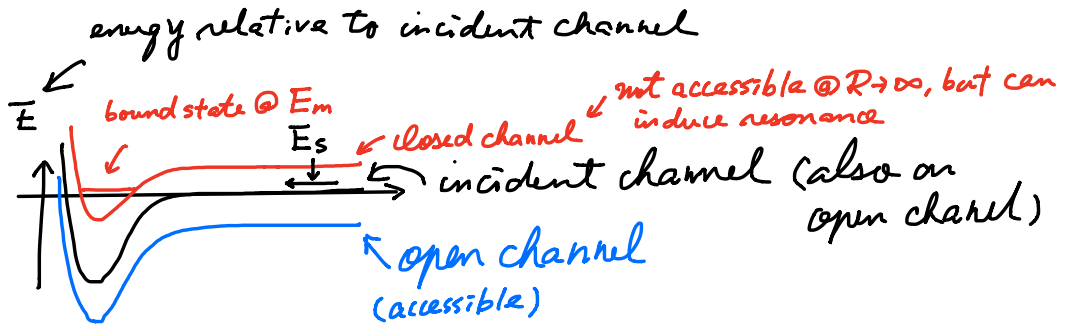 energy relative to incident channel
E
bound state @ Em
not accessible @ R→∞, but can
induce resonance
Es
closed channel
incident channel (also an
open chanel)
open channel
(accessible)